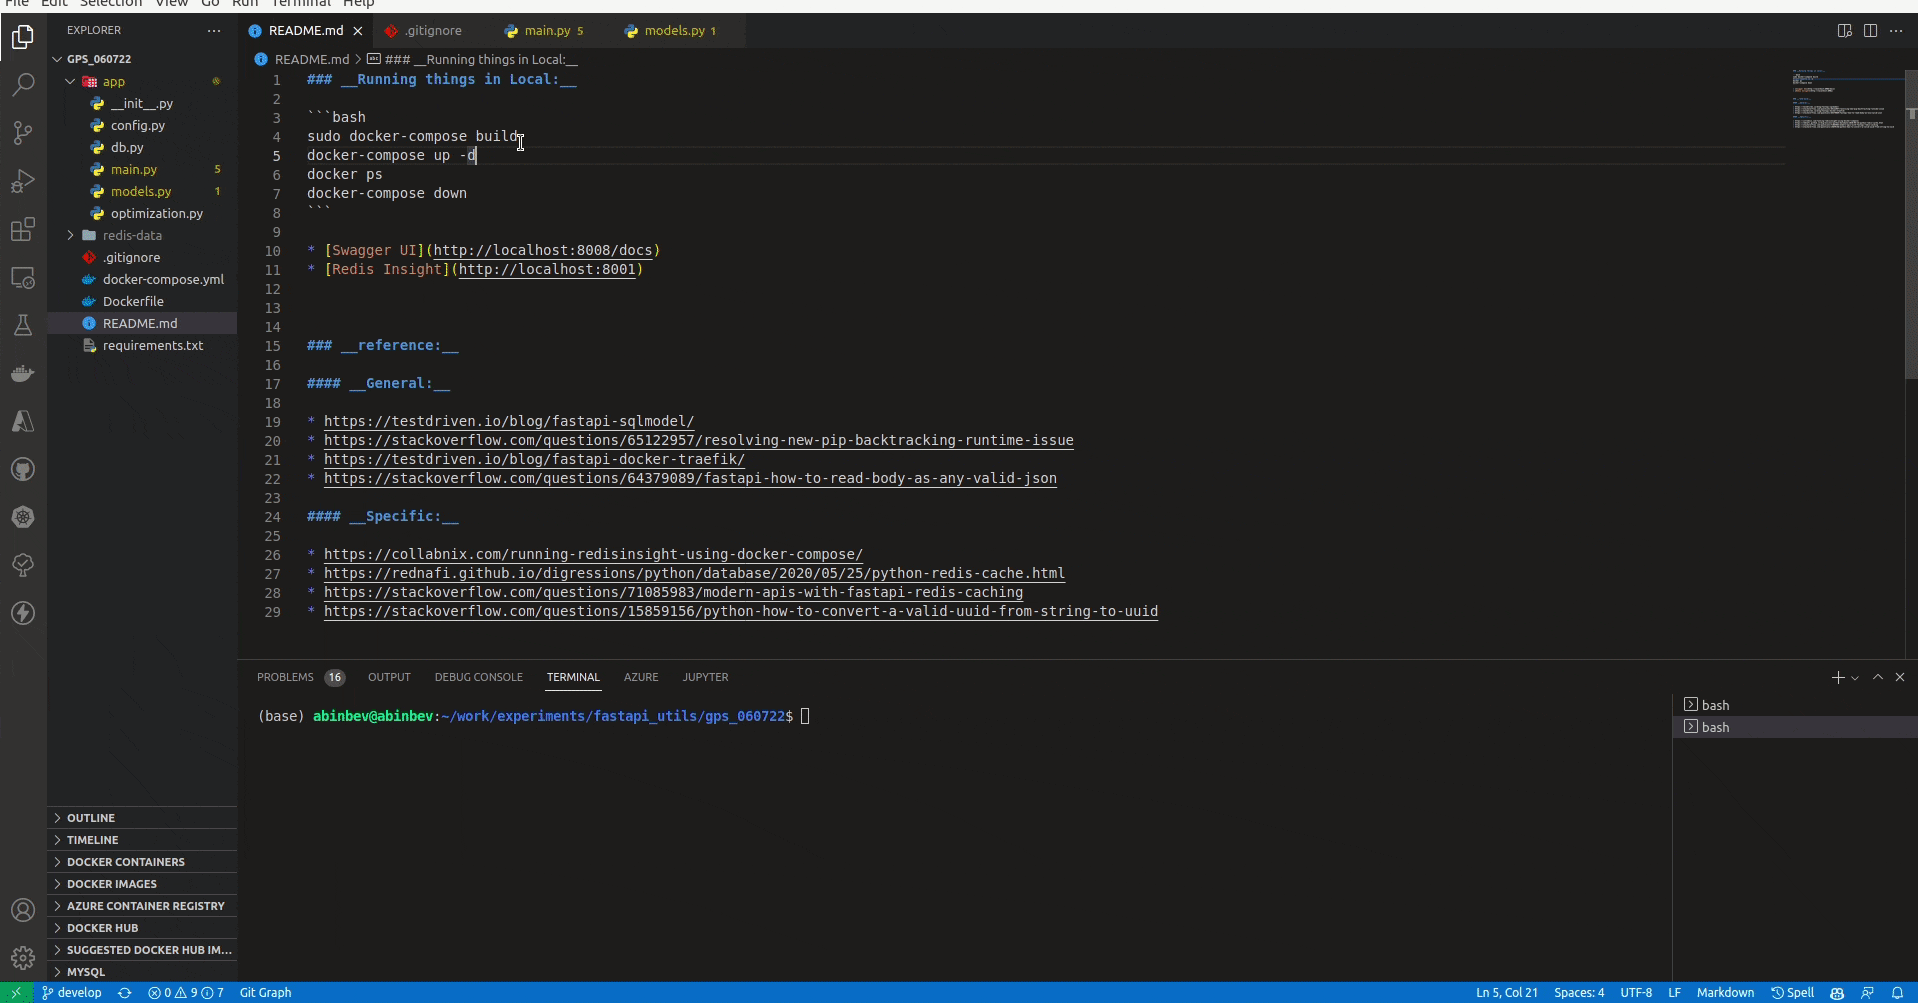 File Edit Selection View Go Run Terminal Help
EXPLORER ···
README.md
.gitignore
main.py 5
models.py 1
README.md > ### __Running things in Local:__
GPS_060722
app
__init__.py
config.py
db.py
main.py 5
models.py 1
optimization.py
redis-data
.gitignore
docker-compose.yml
Dockerfile
README.md
requirements.txt
OUTLINE
TIMELINE
DOCKER CONTAINERS
DOCKER IMAGES
AZURE CONTAINER REGISTRY
DOCKER HUB
SUGGESTED DOCKER HUB IM...
MYSQL
1 ### __Running things in Local:__
2
3 ```bash
4 sudo docker-compose build
5 docker-compose up -d
6 docker ps
7 docker-compose down
8 ```
9
10 * [Swagger UI](http://localhost:8008/docs)
11 * [Redis Insight](http://localhost:8001)
12
13
14
15 ### __reference:__
16
17 #### __General:__
18
19 * https://testdriven.io/blog/fastapi-sqlmodel/
20 * https://stackoverflow.com/questions/65122957/resolving-new-pip-backtracking-runtime-issue
21 * https://testdriven.io/blog/fastapi-docker-traefik/
22 * https://stackoverflow.com/questions/64379089/fastapi-how-to-read-body-as-any-valid-json
23
24 #### __Specific:__
25
26 * https://collabnix.com/running-redisinsight-using-docker-compose/
27 * https://rednafi.github.io/digressions/python/database/2020/05/25/python-redis-cache.html
28 * https://stackoverflow.com/questions/71085983/modern-apis-with-fastapi-redis-caching
29 * https://stackoverflow.com/questions/15859156/python-how-to-convert-a-valid-uuid-from-string-to-uuid
PROBLEMS 16 OUTPUT DEBUG CONSOLE TERMINAL AZURE JUPYTER
(base) abinbev@abinbev:~/work/experiments/fastapi_utils/gps_060722$
bash
bash
develop 0 9 7 Git Graph
Ln 5, Col 21 Spaces: 4 UTF-8 LF Markdown Spell